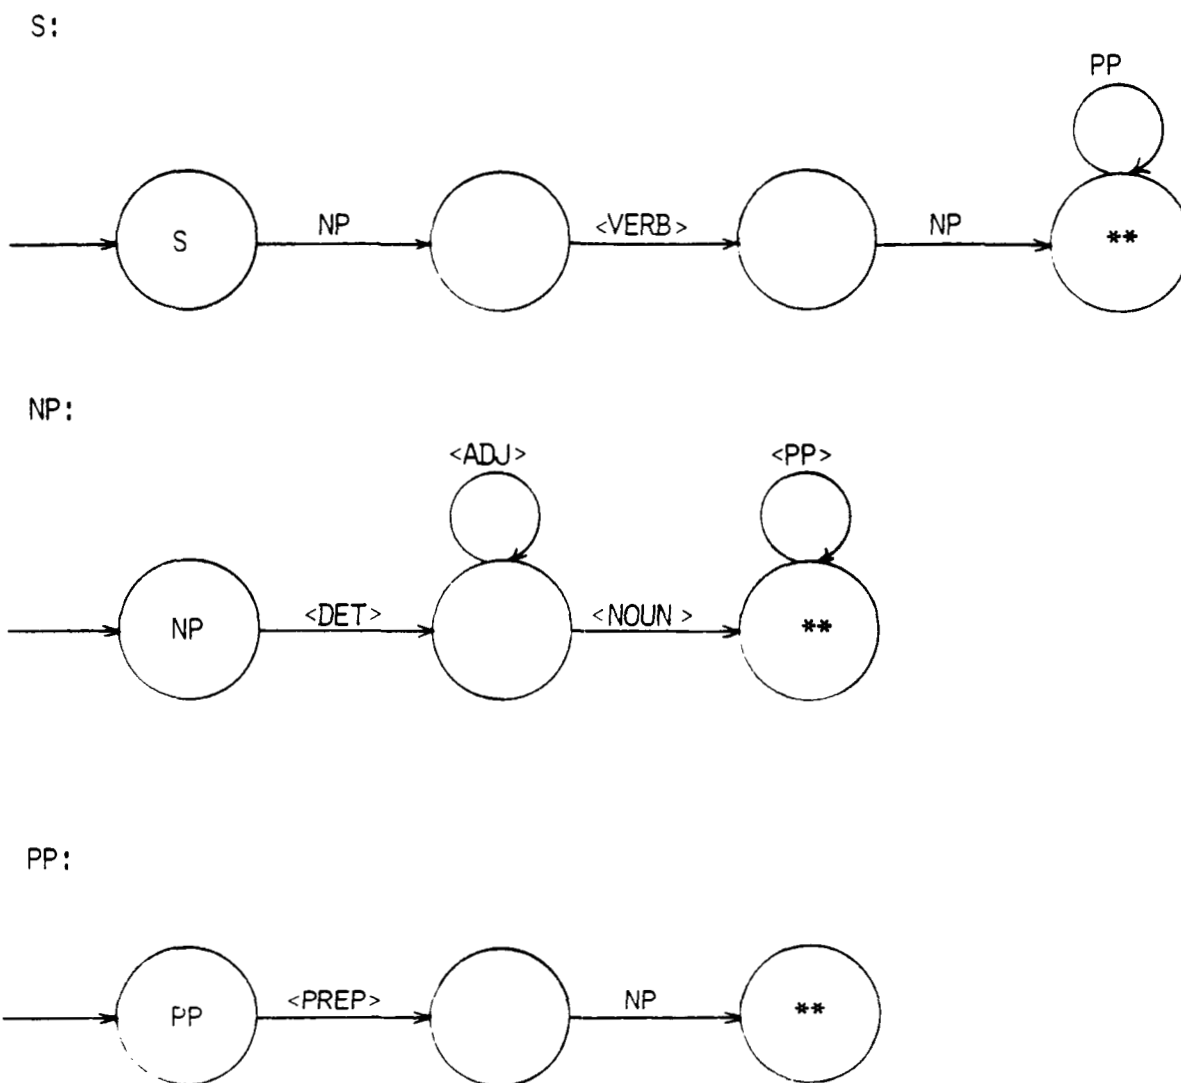 S:
PP
S NP <VERB> NP **
NP:
<ADJ> <PP>
NP <DET> <NOUN > **
PP:
PP <PREP> NP **